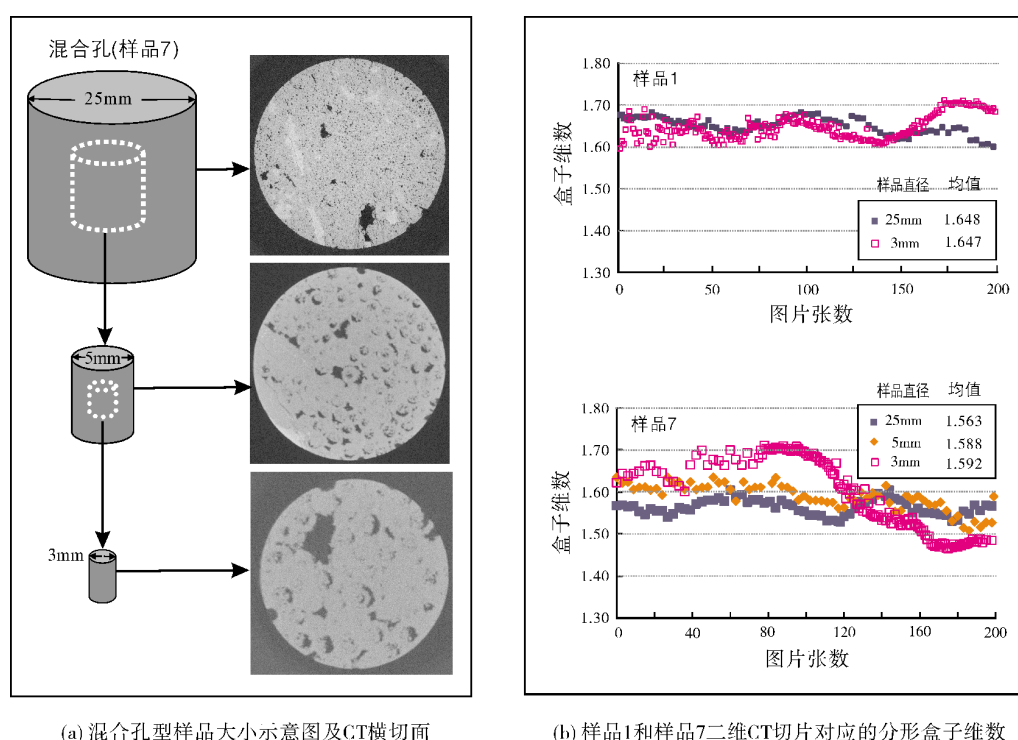 混合孔(样品7)
25mm
5mm
3mm
(a) 混合孔型样品大小示意图及CT横切面
盒子维数
1.80
1.70
1.60
1.50
1.40
1.30
样品1
样品直径 均值
25mm 1.648
3mm 1.647
0 50 100 150 200
图片张数
样品直径 均值
25mm 1.563
5mm 1.588
3mm 1.592
盒子维数
1.80
1.70
1.60
1.50
1.40
1.30
样品7
0 40 80 120 160 200
图片张数
(b) 样品1和样品7二维CT切片对应的分形盒子维数